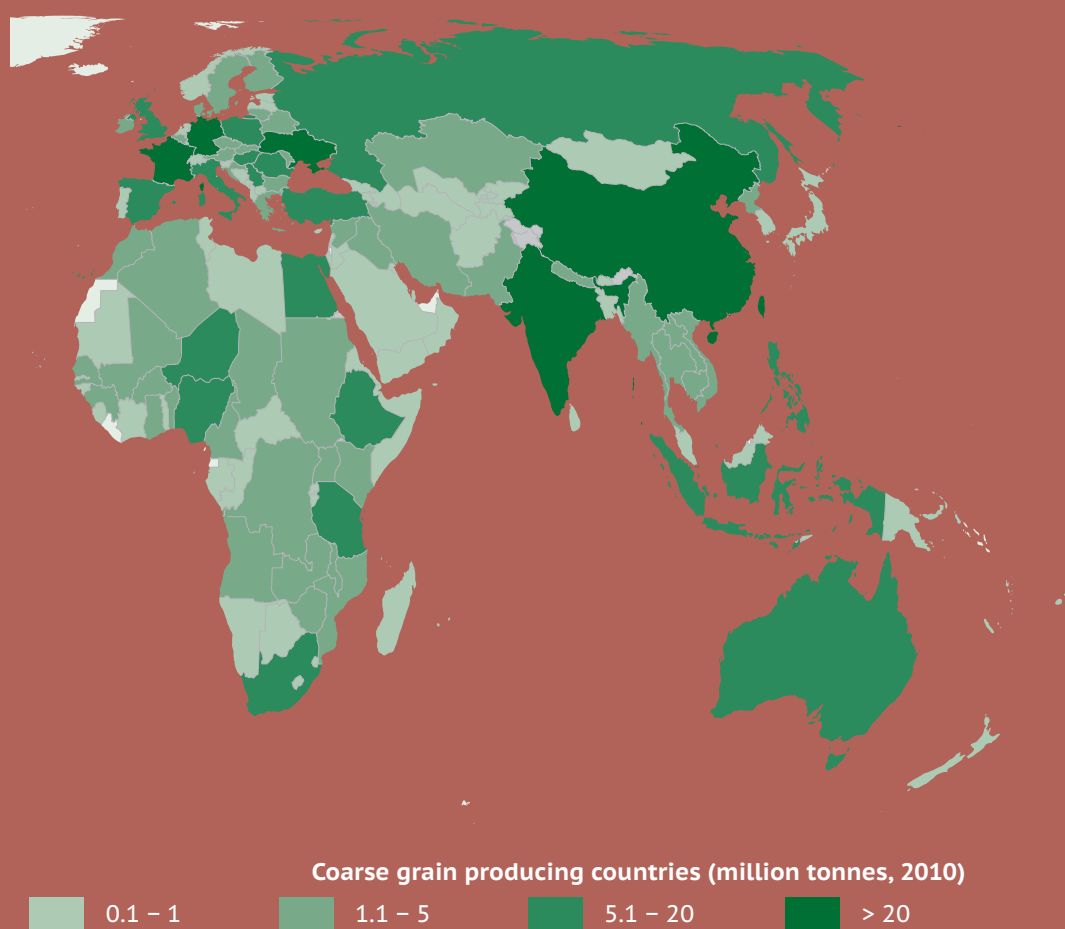 Coarse grain producing countries (million tonnes, 2010)
0.1 – 1 1.1 – 5 5.1 – 20 > 20